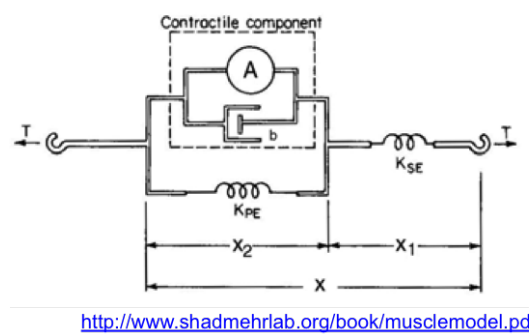 Contractile component
A
T
T
b
KSE
KPE
X2
X1
X
http://www.shadmehrlab.org/book/musclemodel.pd